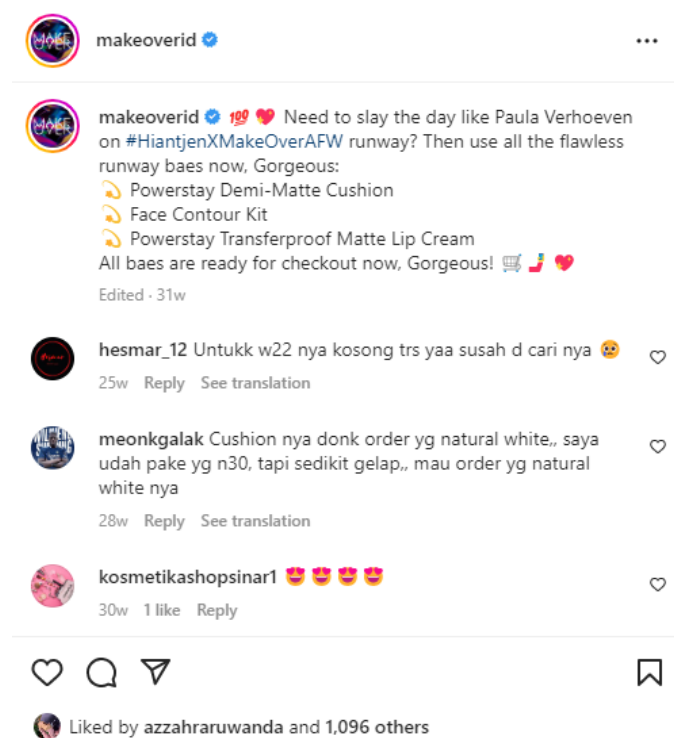 makeoverid
makeoverid 💯 💖 Need to slay the day like Paula Verhoeven
on #HiantjenXMakeOverAFW runway? Then use all the flawless
runway baes now, Gorgeous:
💫 Powerstay Demi-Matte Cushion
💫 Face Contour Kit
💫 Powerstay Transferproof Matte Lip Cream
All baes are ready for checkout now, Gorgeous! 🛒 🤳 💖
Edited · 31w
hesmar_12 Untukk w22 nya kosong trs yaa susah d cari nya 😢
25w Reply See translation
meonkgalak Cushion nya donk order yg natural white,, saya
udah pake yg n30, tapi sedikit gelap,, mau order yg natural
white nya
28w Reply See translation
kosmetikashopsinar1 😍 😍 😍 😍
30w 1 like Reply
Liked by azzahraruwanda and 1,096 others